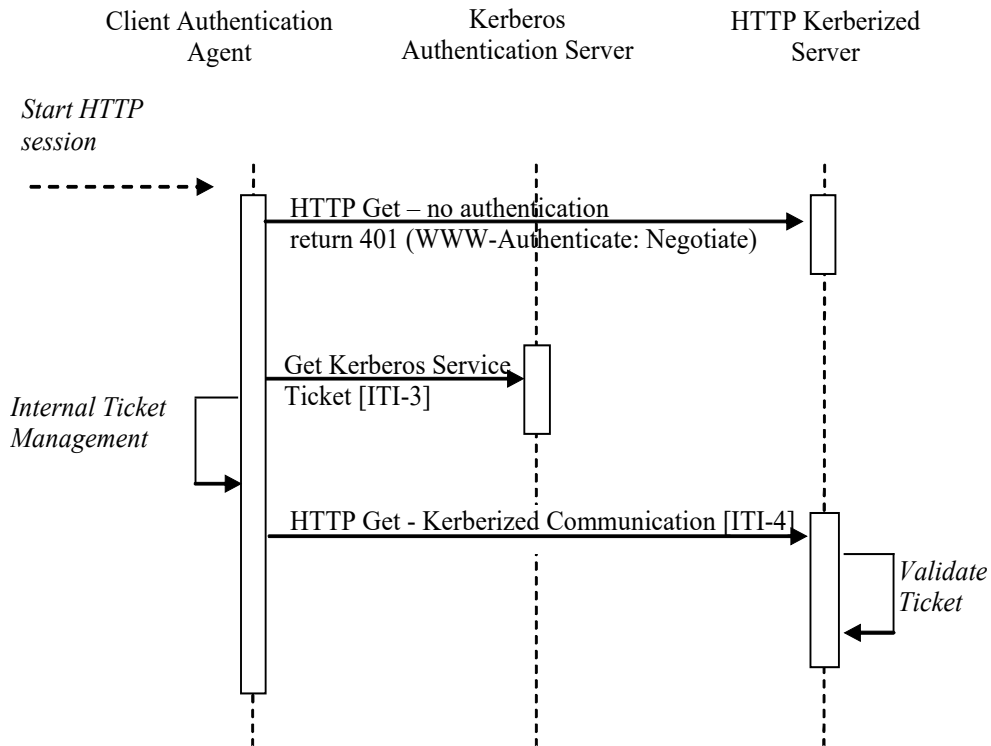 Client Authentication
Agent
Kerberos
Authentication Server
HTTP Kerberized
Server
Start HTTP
session
HTTP Get – no authentication
return 401 (WWW-Authenticate: Negotiate)
Get Kerberos Service
Ticket [ITI-3]
Internal Ticket
Management
HTTP Get - Kerberized Communication [ITI-4]
Validate
Ticket